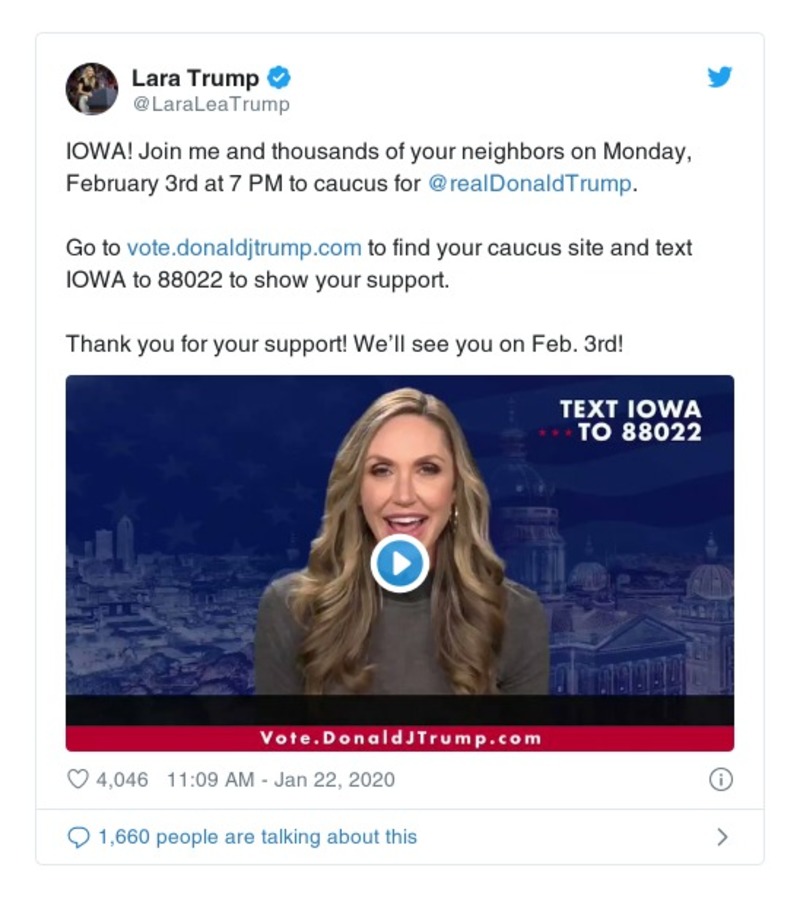 Lara Trump
@LaraLeaTrump
IOWA! Join me and thousands of your neighbors on Monday,
February 3rd at 7 PM to caucus for @realDonaldTrump.
Go to vote.donaldjtrump.com to find your caucus site and text
IOWA to 88022 to show your support.
Thank you for your support! We’ll see you on Feb. 3rd!
TEXT IOWA
TO 88022
Vote.DonaldJTrump.com
4,046 11:09 AM - Jan 22, 2020
1,660 people are talking about this